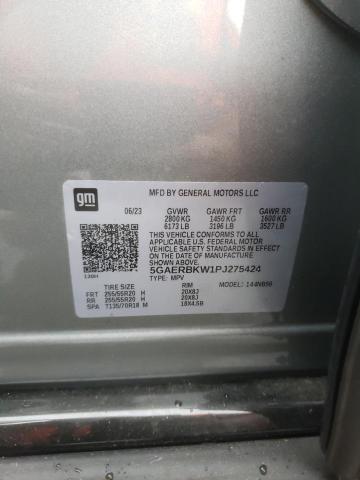 gm
MFD BY GENERAL MOTORS LLC
06/23 GVWR GAWR FRT GAWR RR
2800 KG 1450 KG 1600 KG
6173 LB 3196 LB 3527 LB
THIS VEHICLE CONFORMS TO ALL
APPLICABLE U.S. FEDERAL MOTOR
VEHICLE SAFETY STANDARDS IN EFFECT
ON THE DATE OF MANUFACTURE SHOWN ABOVE.
5GAERBKW1PJ275424
TYPE: MPV
MODEL: 144NB56
TIRE SIZE RIM
FRT 255/55R20 H 20X8J
RR 255/55R20 H 20X8J
SPA T135/70R18 M 18X4.5B